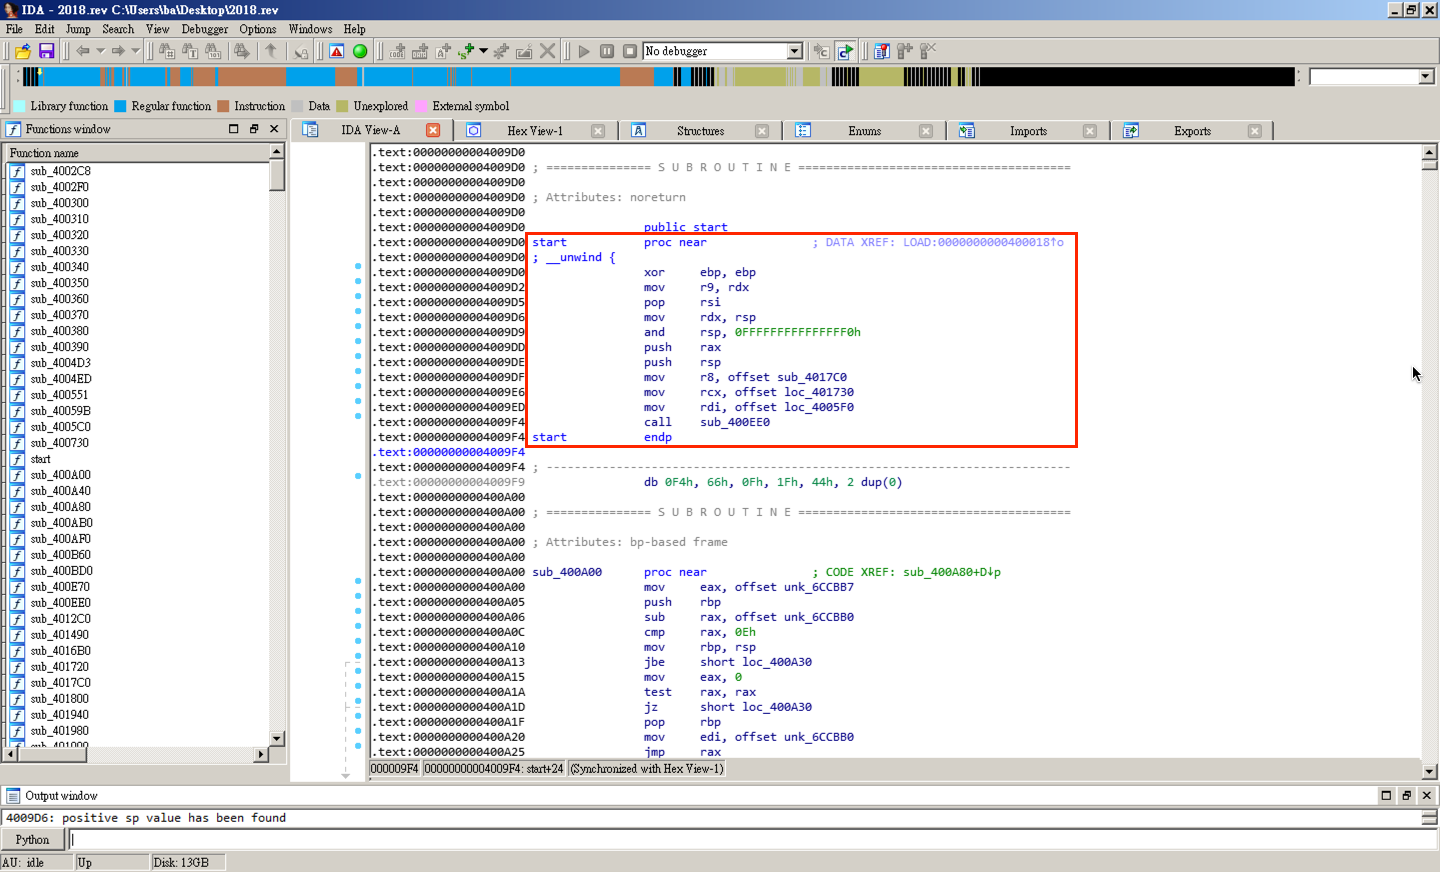 IDA - 2018.rev C:\Users\ba\Desktop\2018.rev
File Edit Jump Search View Debugger Options Windows Help
No debugger
Library function Regular function Instruction Data Unexplored External symbol
Functions window
IDA View-A Hex View-1 Structures Enums Imports Exports
Function name
sub_4002C8
sub_4002F0
sub_400300
sub_400310
sub_400320
sub_400330
sub_400340
sub_400350
sub_400360
sub_400370
sub_400380
sub_400390
sub_4004D3
sub_4004ED
sub_400551
sub_40059B
sub_4005C0
sub_400730
start
sub_400A00
sub_400A40
sub_400A80
sub_400AB0
sub_400AF0
sub_400B60
sub_400BD0
sub_400E70
sub_400EE0
sub_4012C0
sub_401490
sub_4016B0
sub_401720
sub_4017C0
sub_401800
sub_401940
sub_401980
.text:00000000004009D0
.text:00000000004009D0 ; =============== S U B R O U T I N E =======================================
.text:00000000004009D0
.text:00000000004009D0 ; Attributes: noreturn
.text:00000000004009D0
.text:00000000004009D0 public start
.text:00000000004009D0 start proc near ; DATA XREF: LOAD:0000000000400018↑o
.text:00000000004009D0 ; __unwind {
.text:00000000004009D0 xor ebp, ebp
.text:00000000004009D2 mov r9, rdx
.text:00000000004009D5 pop rsi
.text:00000000004009D6 mov rdx, rsp
.text:00000000004009D9 and rsp, 0FFFFFFFFFFFFFFF0h
.text:00000000004009DD push rax
.text:00000000004009DE push rsp
.text:00000000004009DF mov r8, offset sub_4017C0
.text:00000000004009E6 mov rcx, offset loc_401730
.text:00000000004009ED mov rdi, offset loc_4005F0
.text:00000000004009F4 call sub_400EE0
.text:00000000004009F4 start endp
.text:00000000004009F4
.text:00000000004009F4 ; ---------------------------------------------------------------------------
.text:00000000004009F9 db 0F4h, 66h, 0Fh, 1Fh, 44h, 2 dup(0)
.text:0000000000400A00
.text:0000000000400A00 ; =============== S U B R O U T I N E =======================================
.text:0000000000400A00
.text:0000000000400A00 ; Attributes: bp-based frame
.text:0000000000400A00
.text:0000000000400A00 sub_400A00 proc near ; CODE XREF: sub_400A80+D↓p
.text:0000000000400A00 mov eax, offset unk_6CCBB7
.text:0000000000400A05 push rbp
.text:0000000000400A06 sub rax, offset unk_6CCBB0
.text:0000000000400A0C cmp rax, 0Eh
.text:0000000000400A10 mov rbp, rsp
.text:0000000000400A13 jbe short loc_400A30
.text:0000000000400A15 mov eax, 0
.text:0000000000400A1A test rax, rax
.text:0000000000400A1D jz short loc_400A30
.text:0000000000400A1F pop rbp
.text:0000000000400A20 mov edi, offset unk_6CCBB0
.text:0000000000400A25 jmp rax
000009F4 00000000004009F4: start+24 (Synchronized with Hex View-1)
Output window
4009D6: positive sp value has been found
Python
AU: idle Up Disk: 13GB